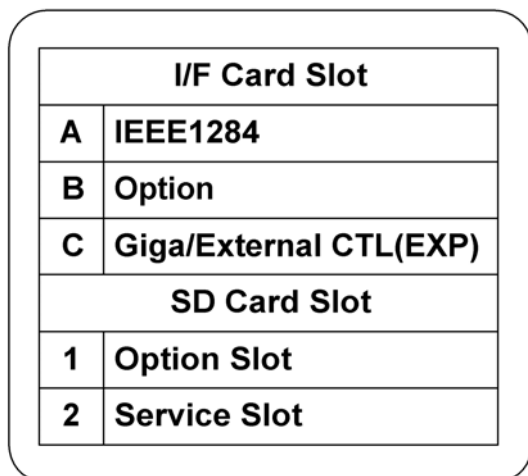 I/F Card Slot
A IEEE1284
B Option
C Giga/External CTL(EXP)
SD Card Slot
1 Option Slot
2 Service Slot